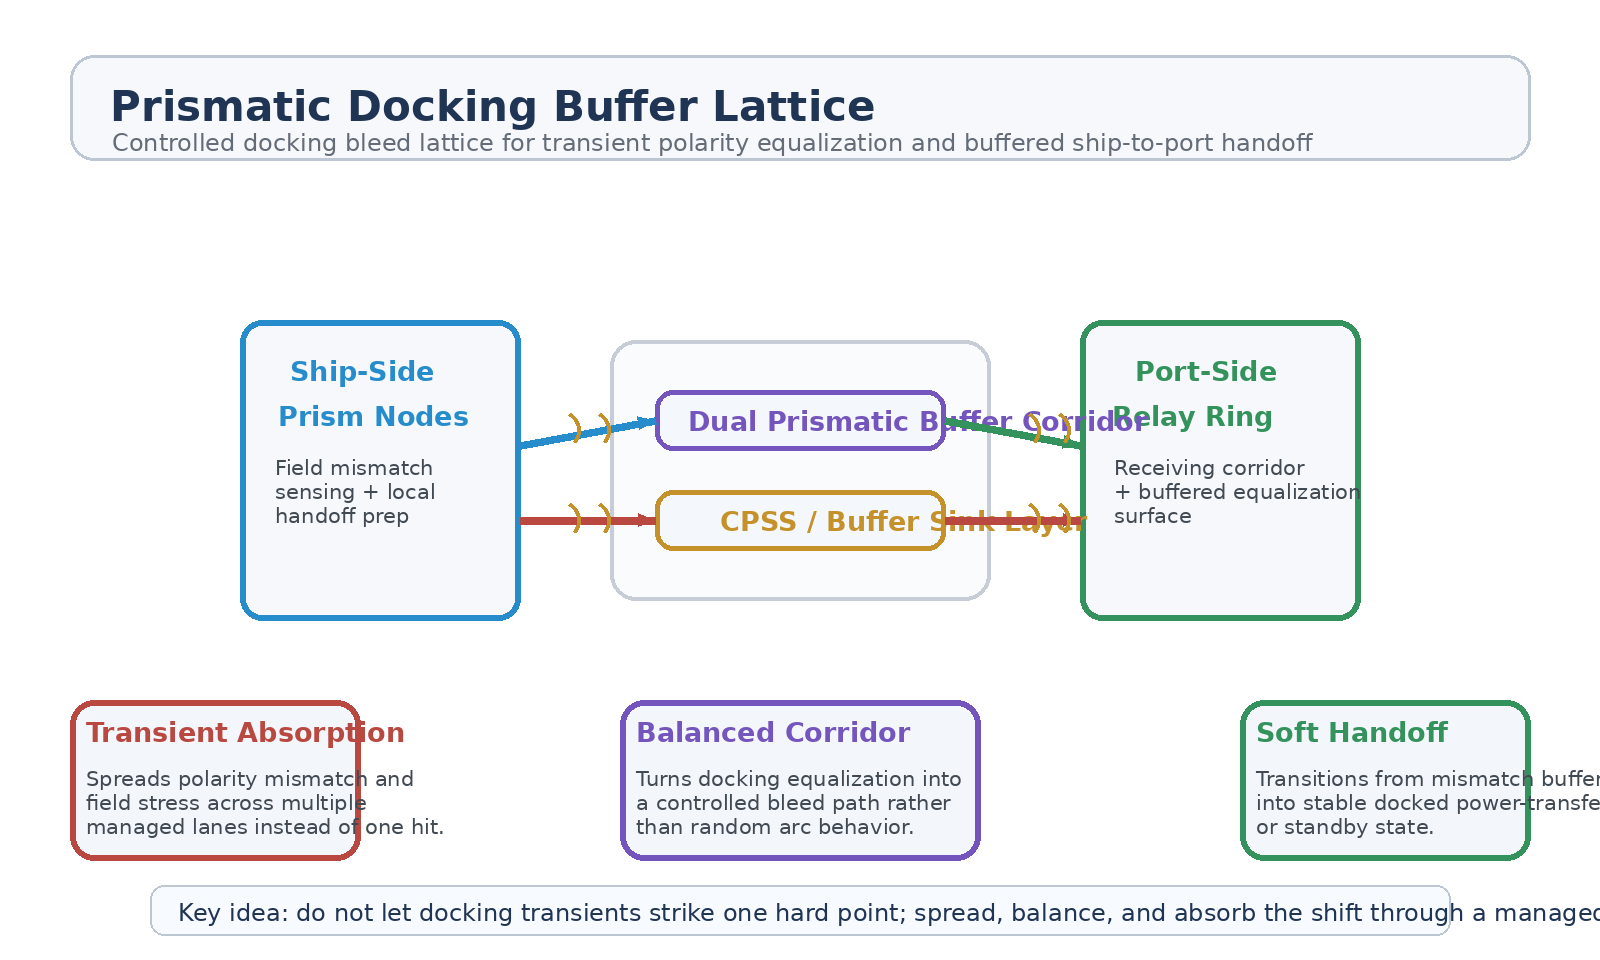 Prismatic Docking Buffer Lattice
Controlled docking bleed lattice for transient polarity equalization and buffered ship-to-port handoff
Ship-Side
Prism Nodes
Field mismatch
sensing + local
handoff prep
Dual Prismatic Buffer Corridor
CPSS / Buffer Sink Layer
Port-Side
Relay Ring
Receiving corridor
+ buffered equalization
surface
Transient Absorption
Spreads polarity mismatch and
field stress across multiple
managed lanes instead of one hit.
Balanced Corridor
Turns docking equalization into
a controlled bleed path rather
than random arc behavior.
Soft Handoff
Transitions from mismatch buffer
into stable docked power-transfe
or standby state.
Key idea: do not let docking transients strike one hard point; spread, balance, and absorb the shift through a managed